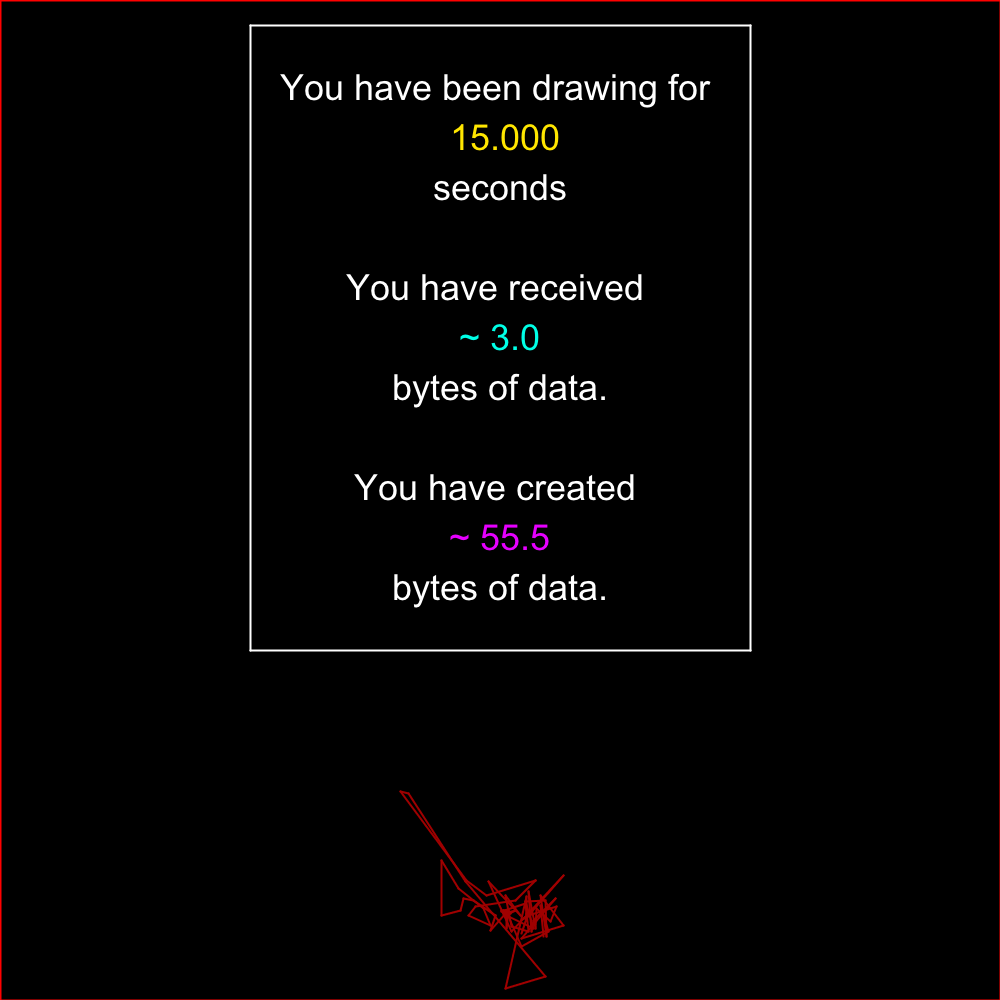 You have been drawing for
15.000
seconds
You have received
~ 3.0
bytes of data.
You have created
~ 55.5
bytes of data.